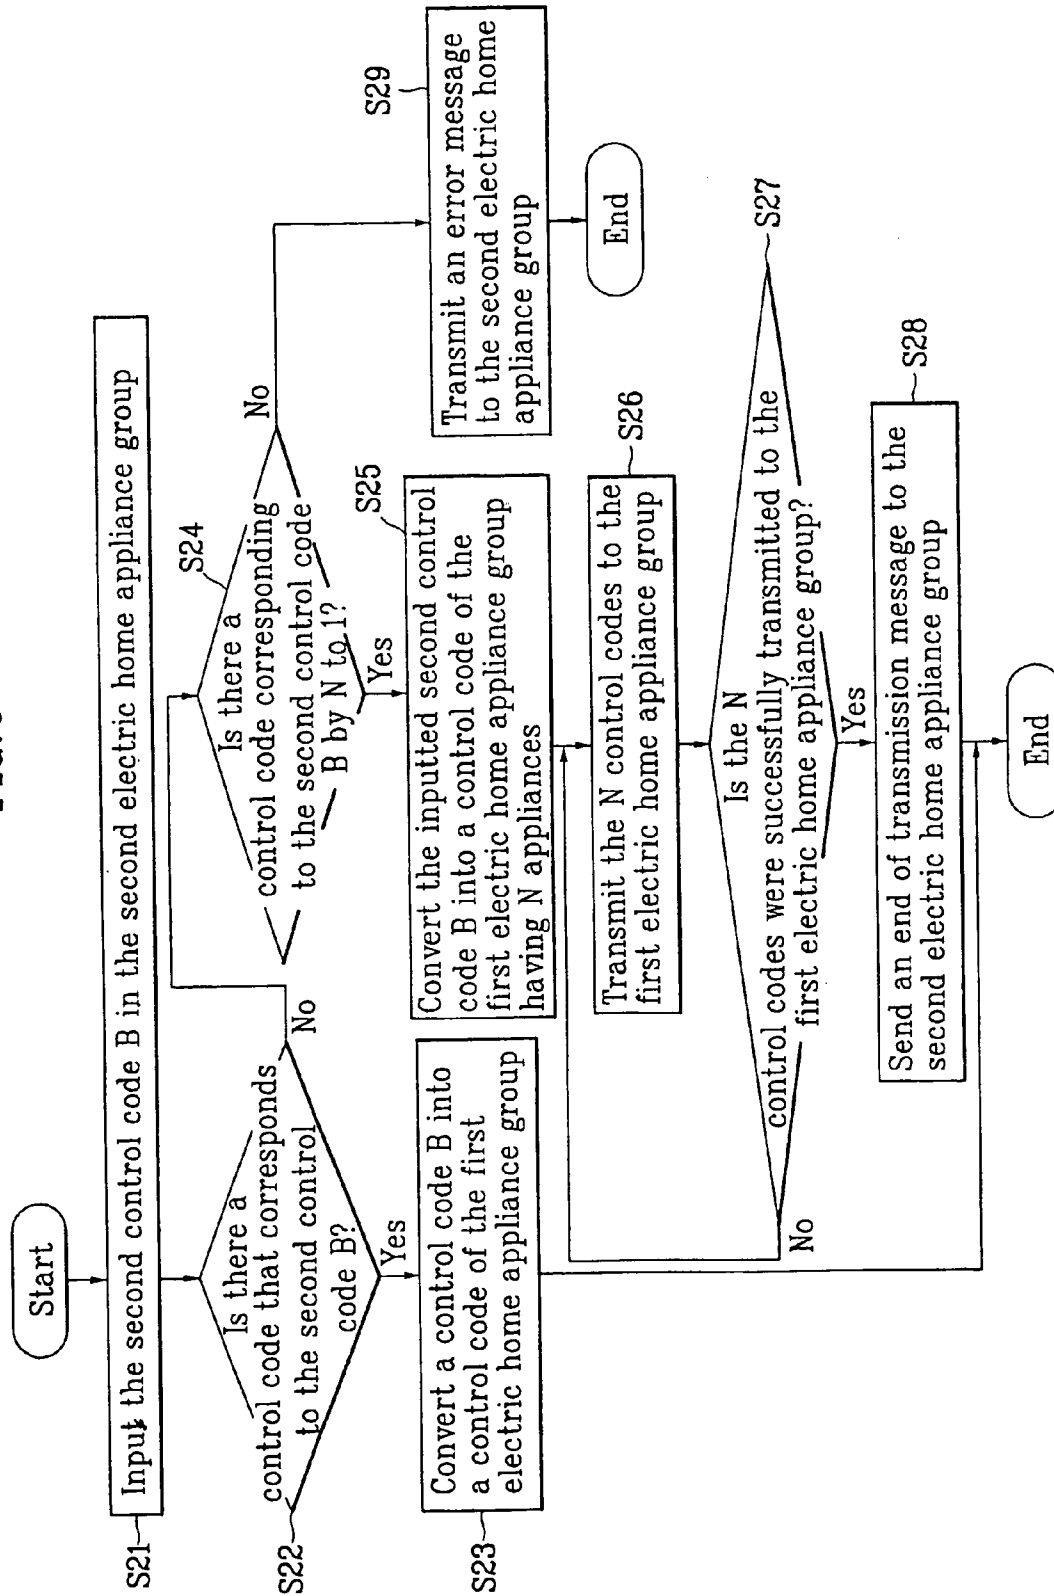 Start
S21
Input the second control code B in the second electric home appliance group
S22
Is there a
control code that corresponds
to the second control
code B?
No
Yes
S23
Convert a control code B into
a control code of the first
electric home appliance group
S24
Is there a
control code corresponding
to the second control code
B by N to 1?
No
Yes
S25
Convert the inputted second control
code B into a control code of the
first electric home appliance group
having N appliances
S26
Transmit the N control codes to the
first electric home appliance group
S27
Is the N
control codes were successfully transmitted to the
first electric home appliance group?
No
Yes
S28
Send an end of transmission message to the
second electric home appliance group
End
S29
Transmit an error message
to the second electric home
appliance group
End